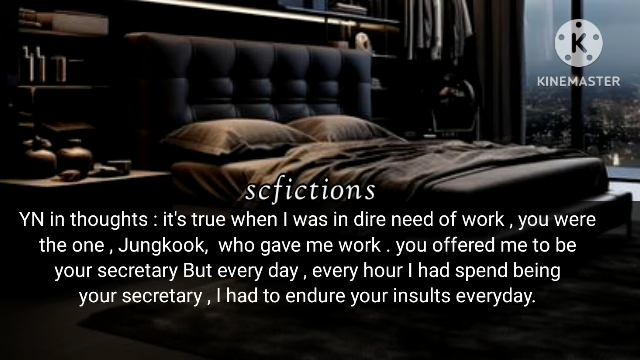 K
KINEMASTER
scfictions
YN in thoughts : it's true when I was in dire need of work , you were
the one , Jungkook,  who gave me work . you offered me to be
your secretary But every day , every hour I had spend being
your secretary , I had to endure your insults everyday.